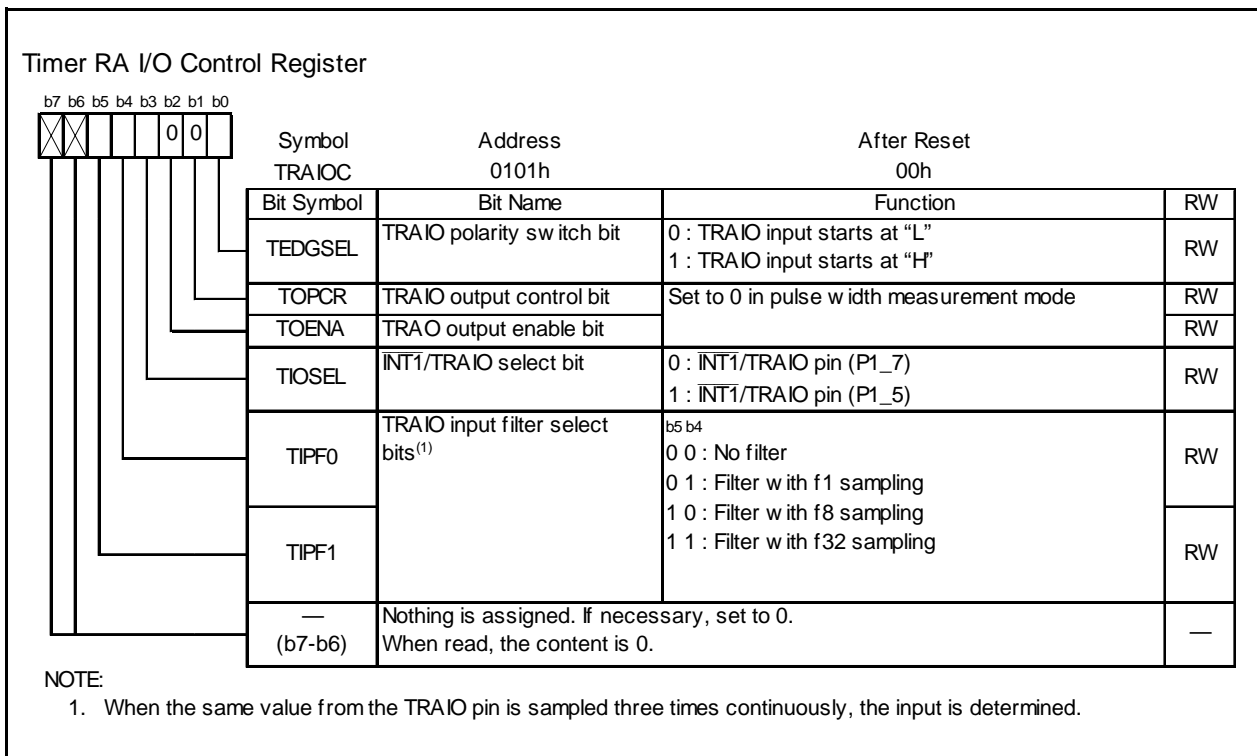 Timer RA I/O Control Register
b7 b6 b5 b4 b3 b2 b1 b0
0 0
Symbol Address After Reset
TRAIOC 0101h 00h
Bit Symbol Bit Name Function RW
TEDGSEL TRAIO polarity switch bit 0 : TRAIO input starts at “L” RW
1 : TRAIO input starts at “H”
TOPCR TRAIO output control bit Set to 0 in pulse width measurement mode RW
TOENA TRAO output enable bit RW
TIOSEL INT1/TRAIO select bit 0 : INT1/TRAIO pin (P1_7) RW
1 : INT1/TRAIO pin (P1_5)
TIPF0 TRAIO input filter select bits(1) b5 b4 RW
0 0 : No filter
0 1 : Filter with f1 sampling
1 0 : Filter with f8 sampling
TIPF1 1 1 : Filter with f32 sampling RW
— (b7-b6) Nothing is assigned. If necessary, set to 0. —
When read, the content is 0.
NOTE:
1. When the same value from the TRAIO pin is sampled three times continuously, the input is determined.